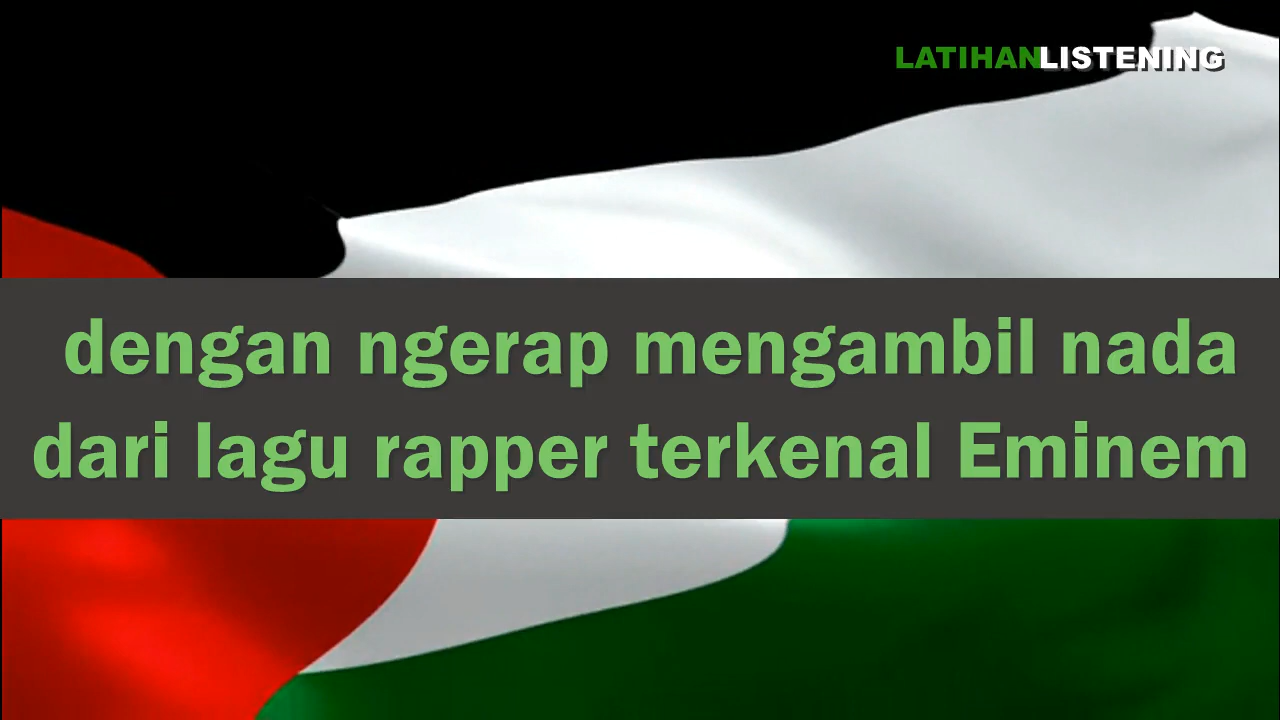 LATIHANLISTENING
dengan ngerap mengambil nada
dari lagu rapper terkenal Eminem